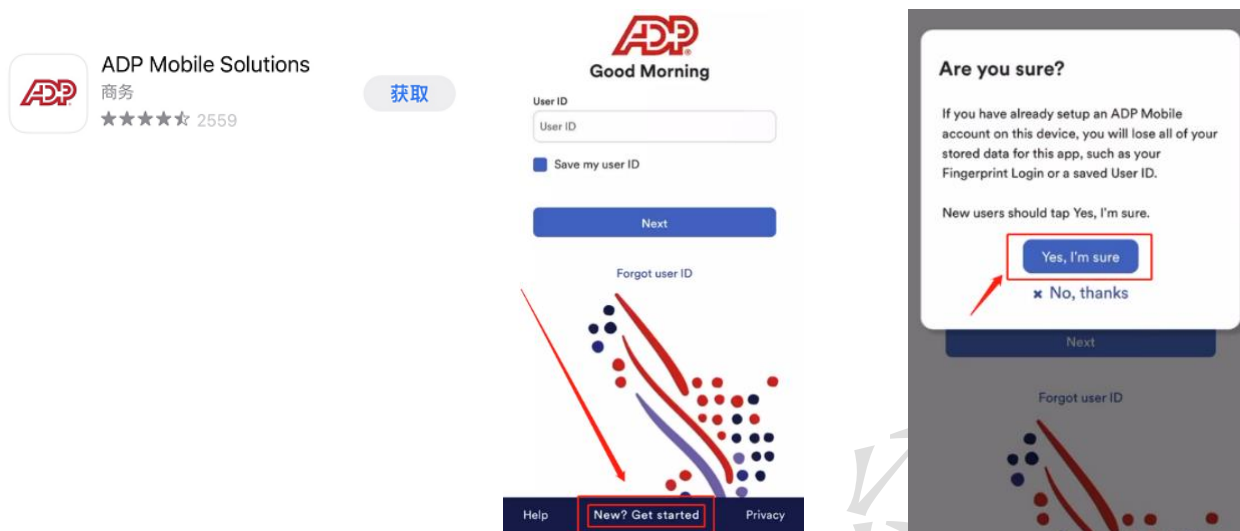 ADP
ADP Mobile Solutions
商务
2559
获取
ADP
Good Morning
User ID
User ID
Save my user ID
Next
Forgot user ID
Help
New? Get started
Privacy
Are you sure?
If you have already setup an ADP Mobile
account on this device, you will lose all of your
stored data for this app, such as your
Fingerprint Login or a saved User ID.
New users should tap Yes, I'm sure.
Yes, I'm sure
× No, thanks
Next
Forgot user ID